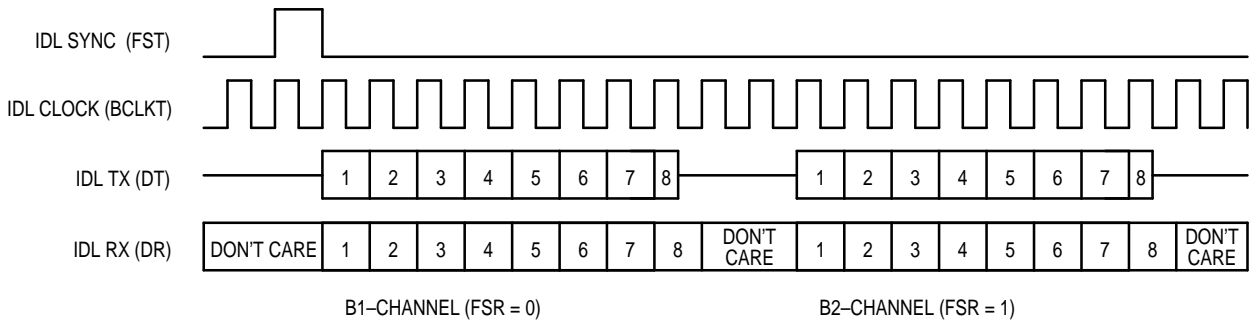 IDL SYNC (FST)
IDL CLOCK (BCLKT)
IDL TX (DT) 1 2 3 4 5 6 7 8 1 2 3 4 5 6 7 8
IDL RX (DR) DON'T CARE 1 2 3 4 5 6 7 8 DON'T CARE 1 2 3 4 5 6 7 8 DON'T CARE
B1–CHANNEL (FSR = 0) B2–CHANNEL (FSR = 1)